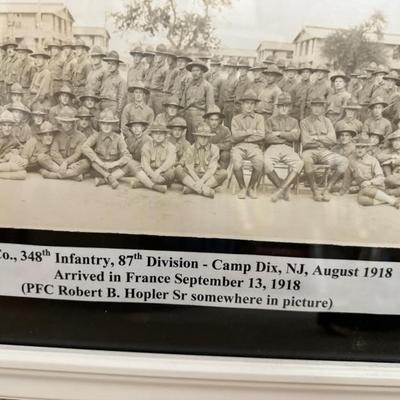 Co., 348th Infantry, 87th Division - Camp Dix, NJ, August 1918
Arrived in France September 13, 1918
(PFC Robert B. Hopler Sr somewhere in picture)